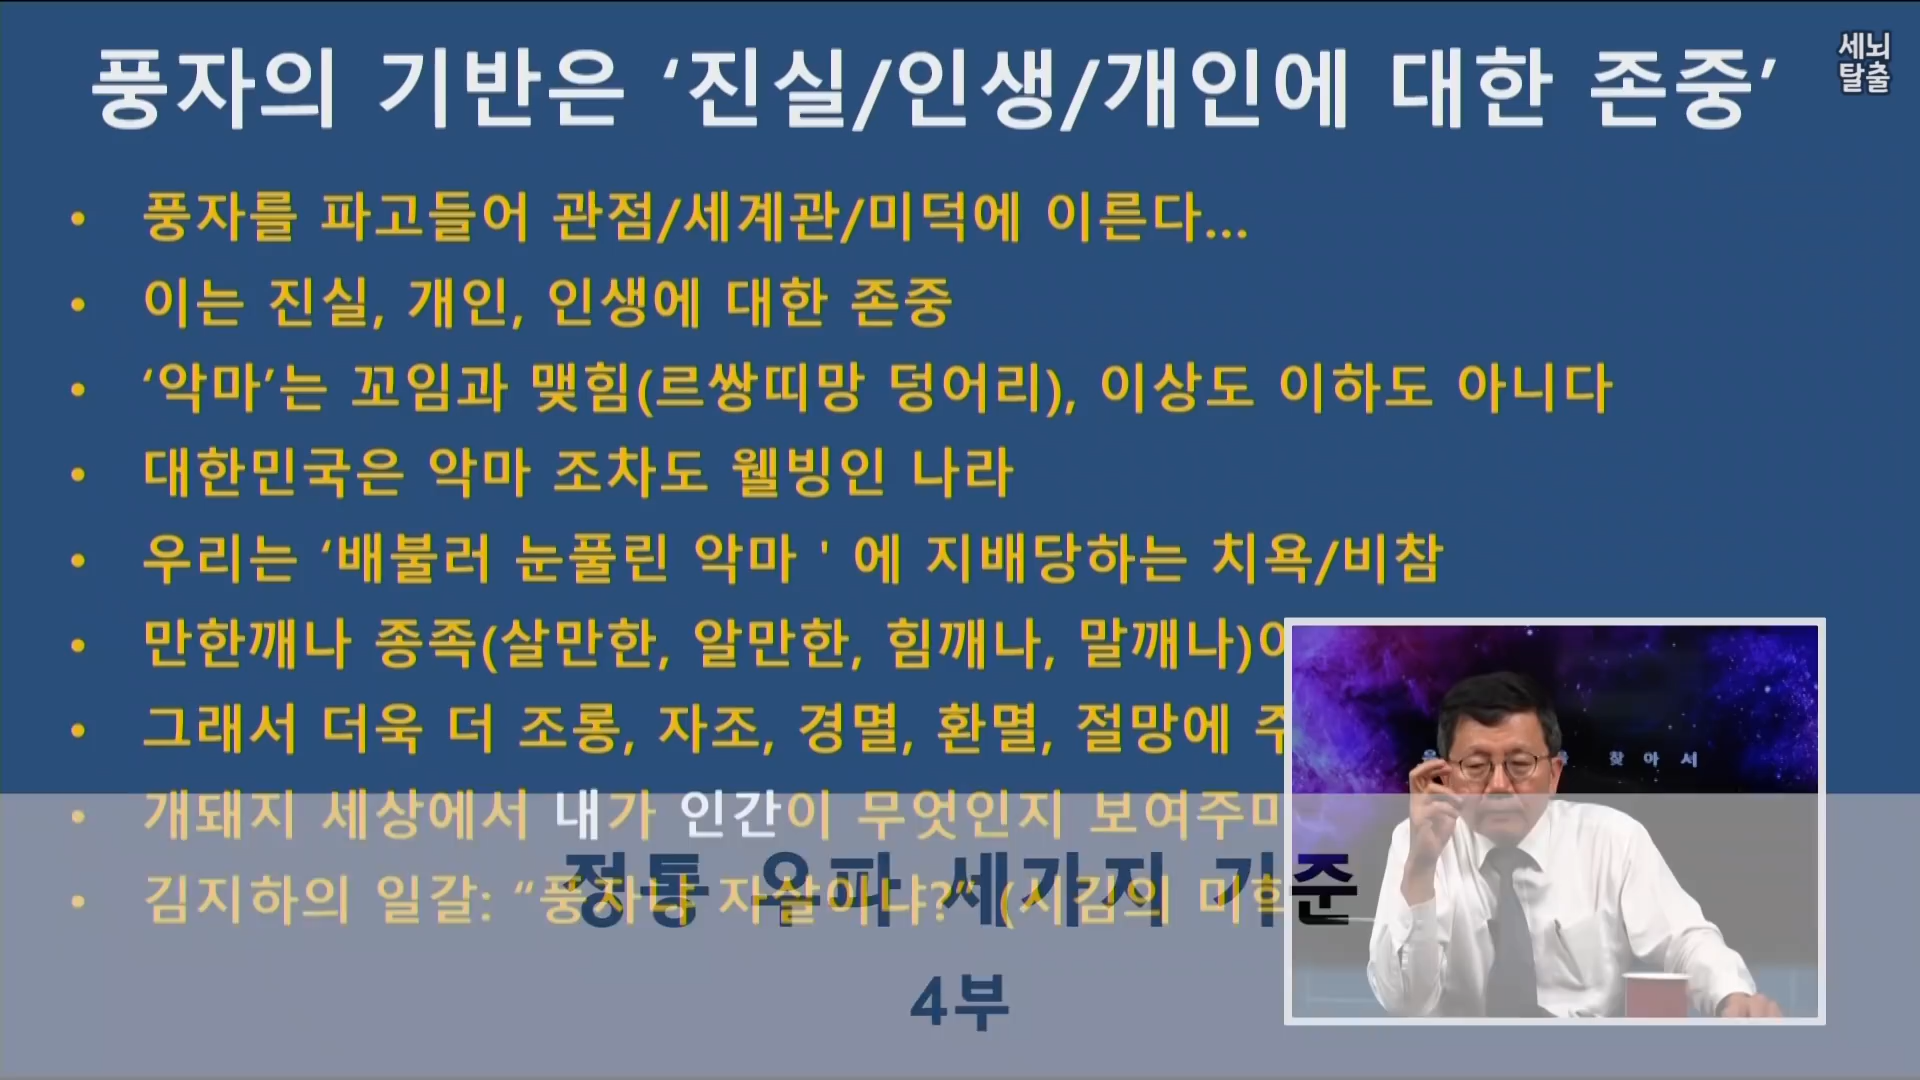 풍자의 기반은 ‘진실/인생/개인에 대한 존중’
세뇌
탈출
• 풍자를 파고들어 관점/세계관/미덕에 이른다...
• 이는 진실, 개인, 인생에 대한 존중
• ‘악마’는 꼬임과 맺힘(르쌍띠망 덩어리), 이상도 이하도 아니다
• 대한민국은 악마 조차도 웰빙인 나라
• 우리는 ‘배불러 눈풀린 악마 ' 에 지배당하는 치욕/비참
• 만한깨나 종족(살만한, 알만한, 힘깨나, 말깨나)
• 그래서 더욱 더 조롱, 자조, 경멸, 환멸, 절망에
• 개돼지 세상에서 내가 인간이 무엇인지
• 김지하의 일갈: “풍자냐 자살이냐?” (시김의
찾 아 서
정통 우파 세가지 기준
4부